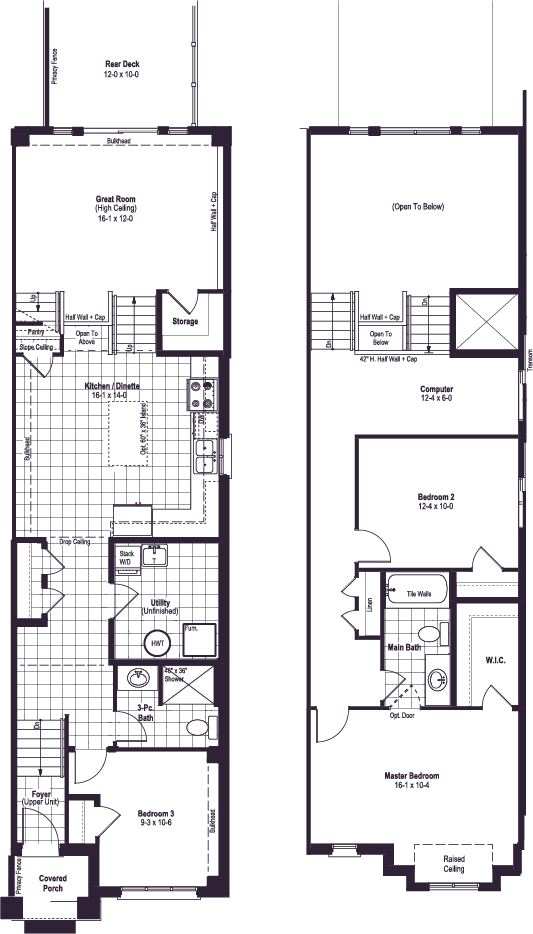 Privacy Fence
Rear Deck
12-0 x 10-0
Bulkhead
Great Room
(High Ceiling)
16-1 x 12-0
Half Wall + Cap
Up
Half Wall + Cap
Storage
Pantry
Open To
Above
Up
Slope Ceiling
Kitchen / Dinette
16-1 x 14-0
Opt. 60" x 36" Island
DW
Bulkhead
Drop Ceiling
Stack
W/D
T
Utility
(Unfinished)
Furn.
HWT
48" x 36"
Shower
3-Pc.
Bath
Dn
Foyer
(Upper Unit)
Bedroom 3
9-3 x 10-6
Bulkhead
Privacy Fence
Covered
Porch
(Open To Below)
Dn
Half Wall + Cap
Dn
Open To
Below
42" H. Half Wall + Cap
Transom
Computer
12-4 x 6-0
Bedroom 2
12-4 x 10-0
Linen
Tile Walls
Main Bath
W.I.C.
Opt. Door
Master Bedroom
16-1 x 10-4
Raised
Ceiling